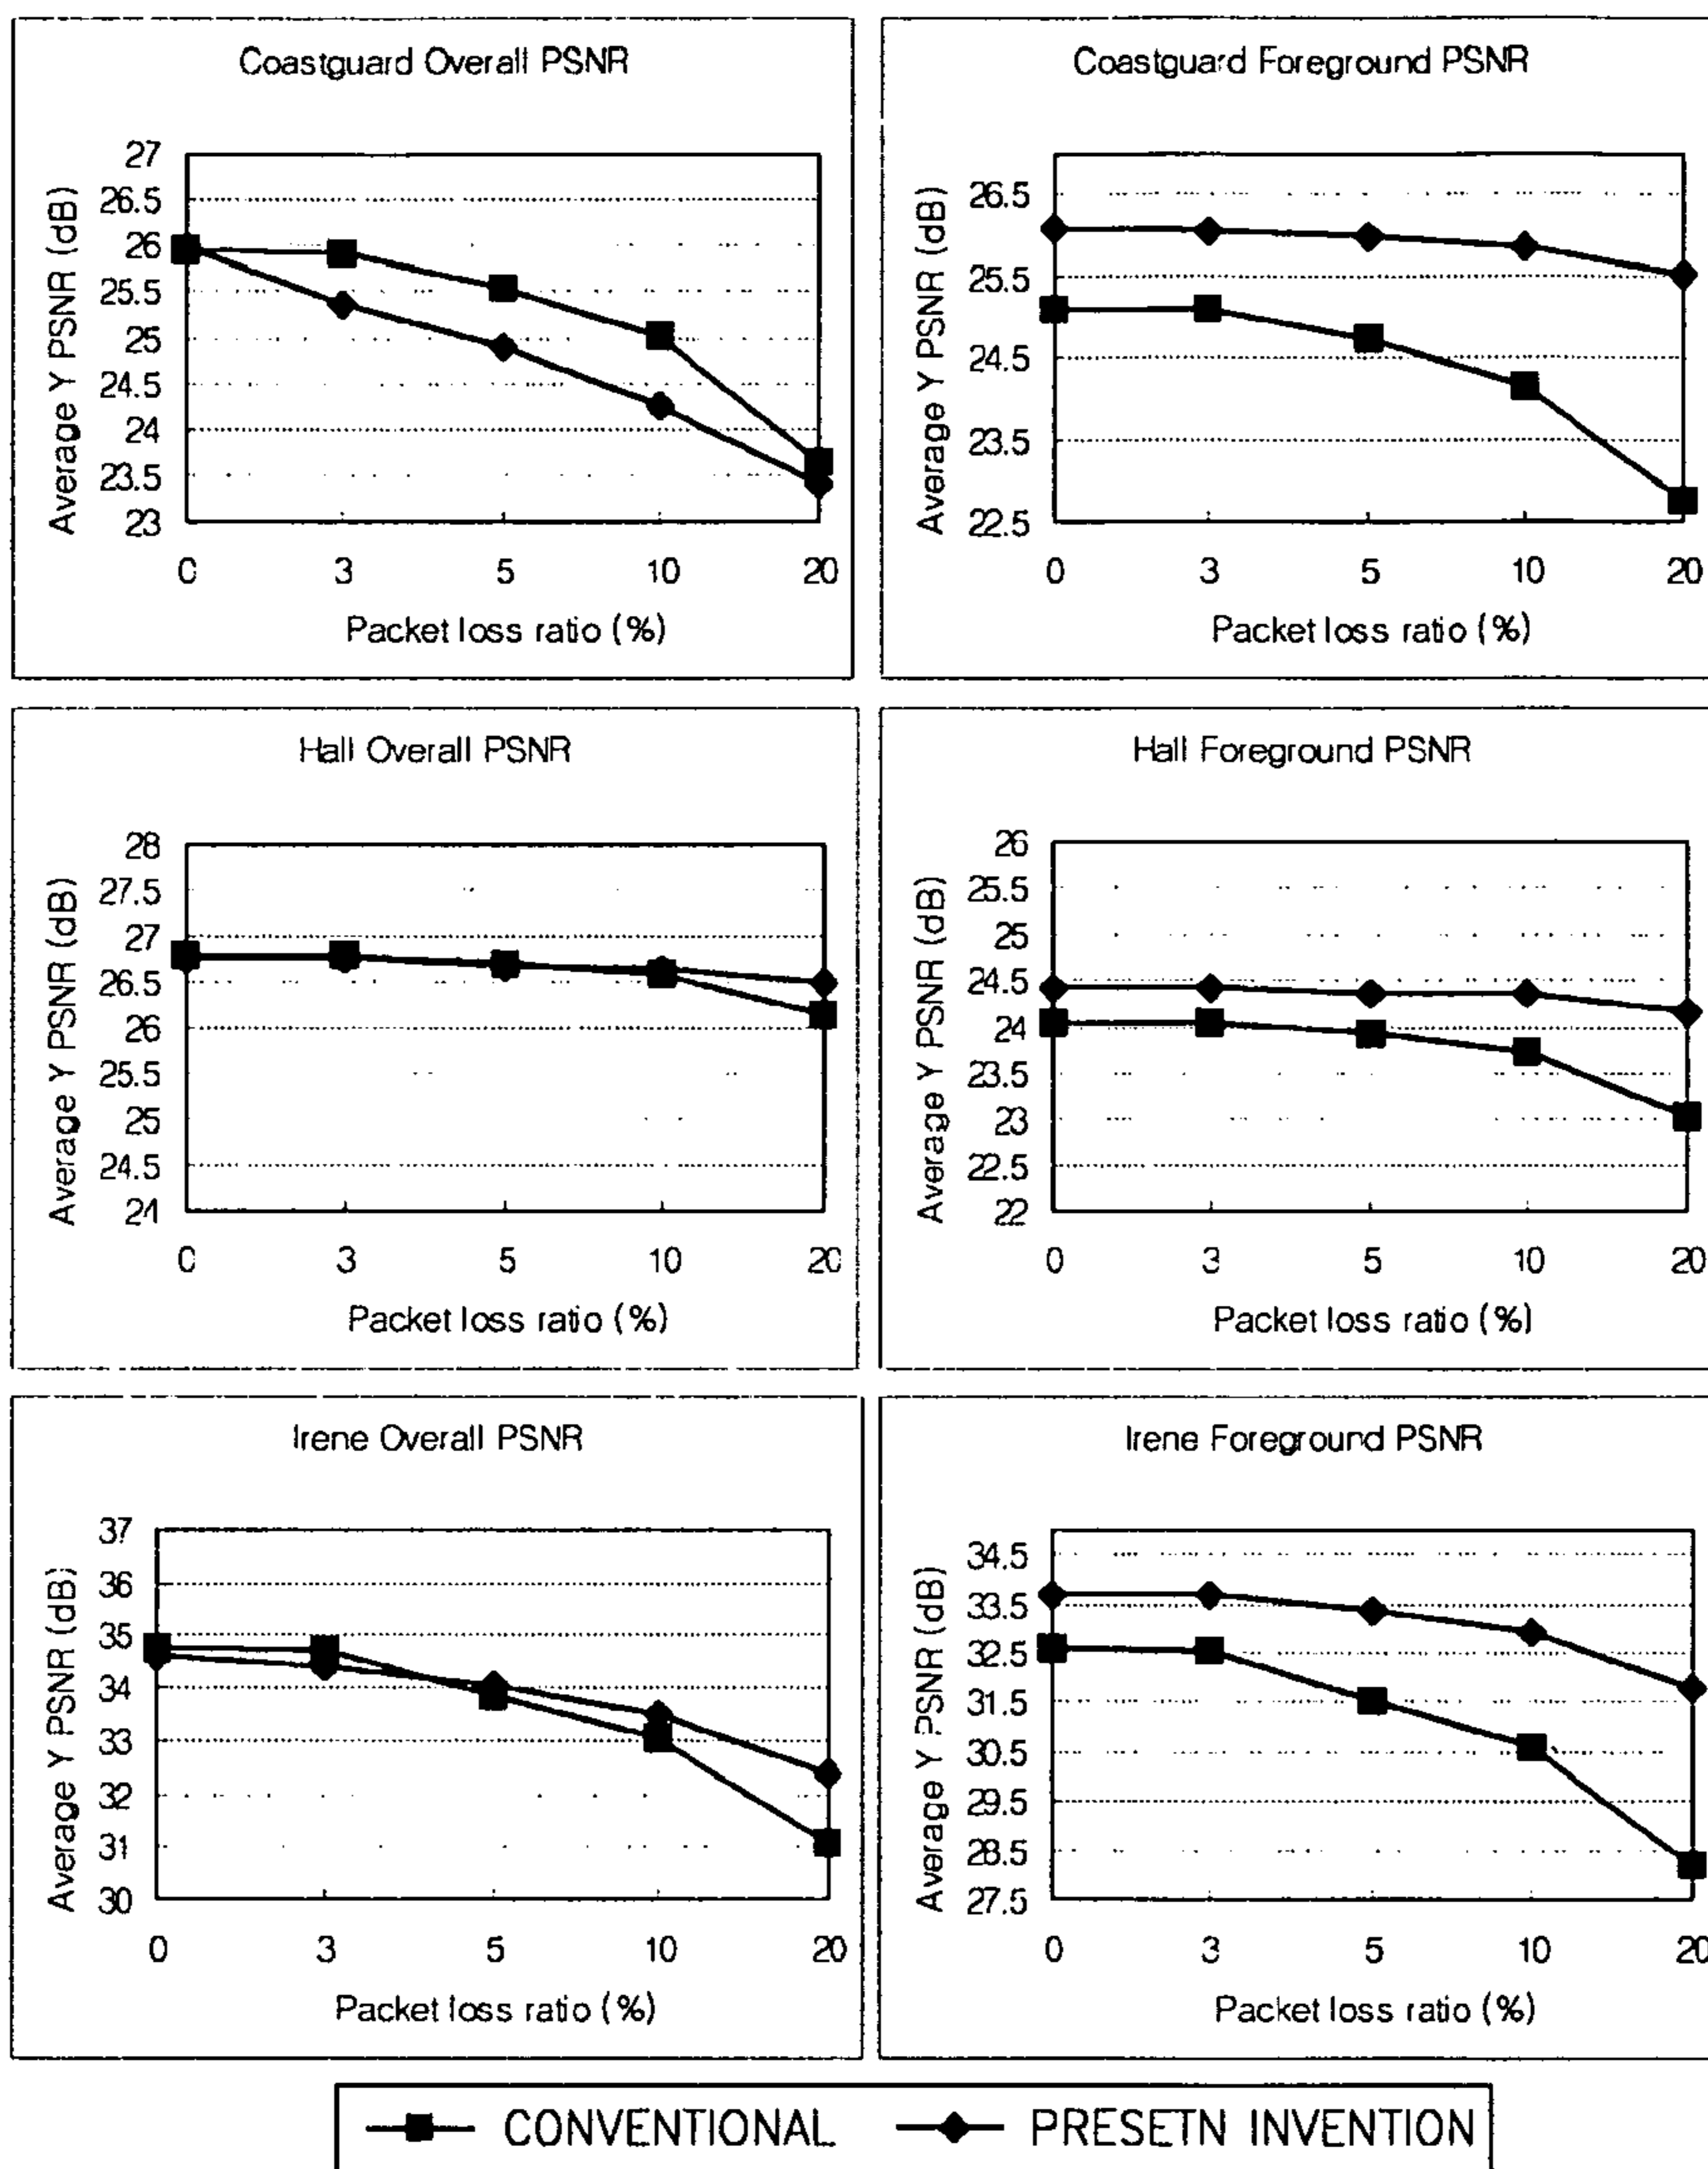 Coastguard Overall PSNR
Average Y PSNR (dB)
27
26.5
26
25.5
25
24.5
24
23.5
23
0 3 5 10 20
Packet loss ratio (%)
Coastguard Foreground PSNR
Average Y PSNR (dB)
26.5
25.5
24.5
23.5
22.5
0 3 5 10 20
Packet loss ratio (%)
Hall Overall PSNR
Average Y PSNR (dB)
28
27.5
27
26.5
26
25.5
25
24.5
24
0 3 5 10 20
Packet loss ratio (%)
Hall Foreground PSNR
Average Y PSNR (dB)
26
25.5
25
24.5
24
23.5
23
22.5
22
0 3 5 10 20
Packet loss ratio (%)
Irene Overall PSNR
Average Y PSNR (dB)
37
36
35
34
33
32
31
30
0 3 5 10 20
Packet loss ratio (%)
Irene Foreground PSNR
Average Y PSNR (dB)
34.5
33.5
32.5
31.5
30.5
29.5
28.5
27.5
0 3 5 10 20
Packet loss ratio (%)
CONVENTIONAL PRESETN INVENTION